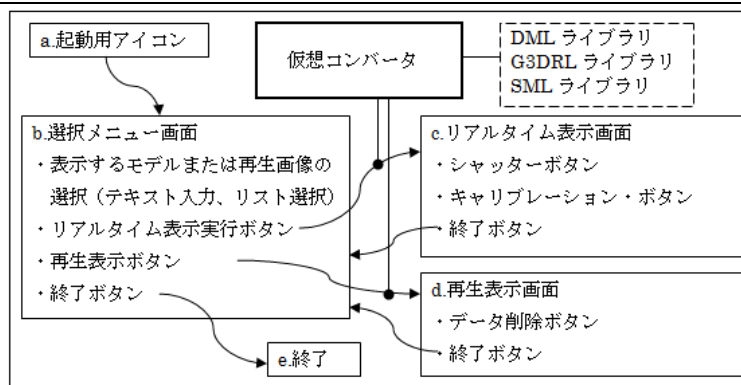 a.起動用アイコン
仮想コンバータ
DML ライブラリ
G3DRL ライブラリ
SML ライブラリ
b.選択メニュー画面
・表示するモデルまたは再生画像の
選択（テキスト入力、リスト選択）
・リアルタイム表示実行ボタン
・再生表示ボタン
・終了ボタン
c.リアルタイム表示画面
・シャッターボタン
・キャリブレーション・ボタン
・終了ボタン
d.再生表示画面
・データ削除ボタン
・終了ボタン
e.終了